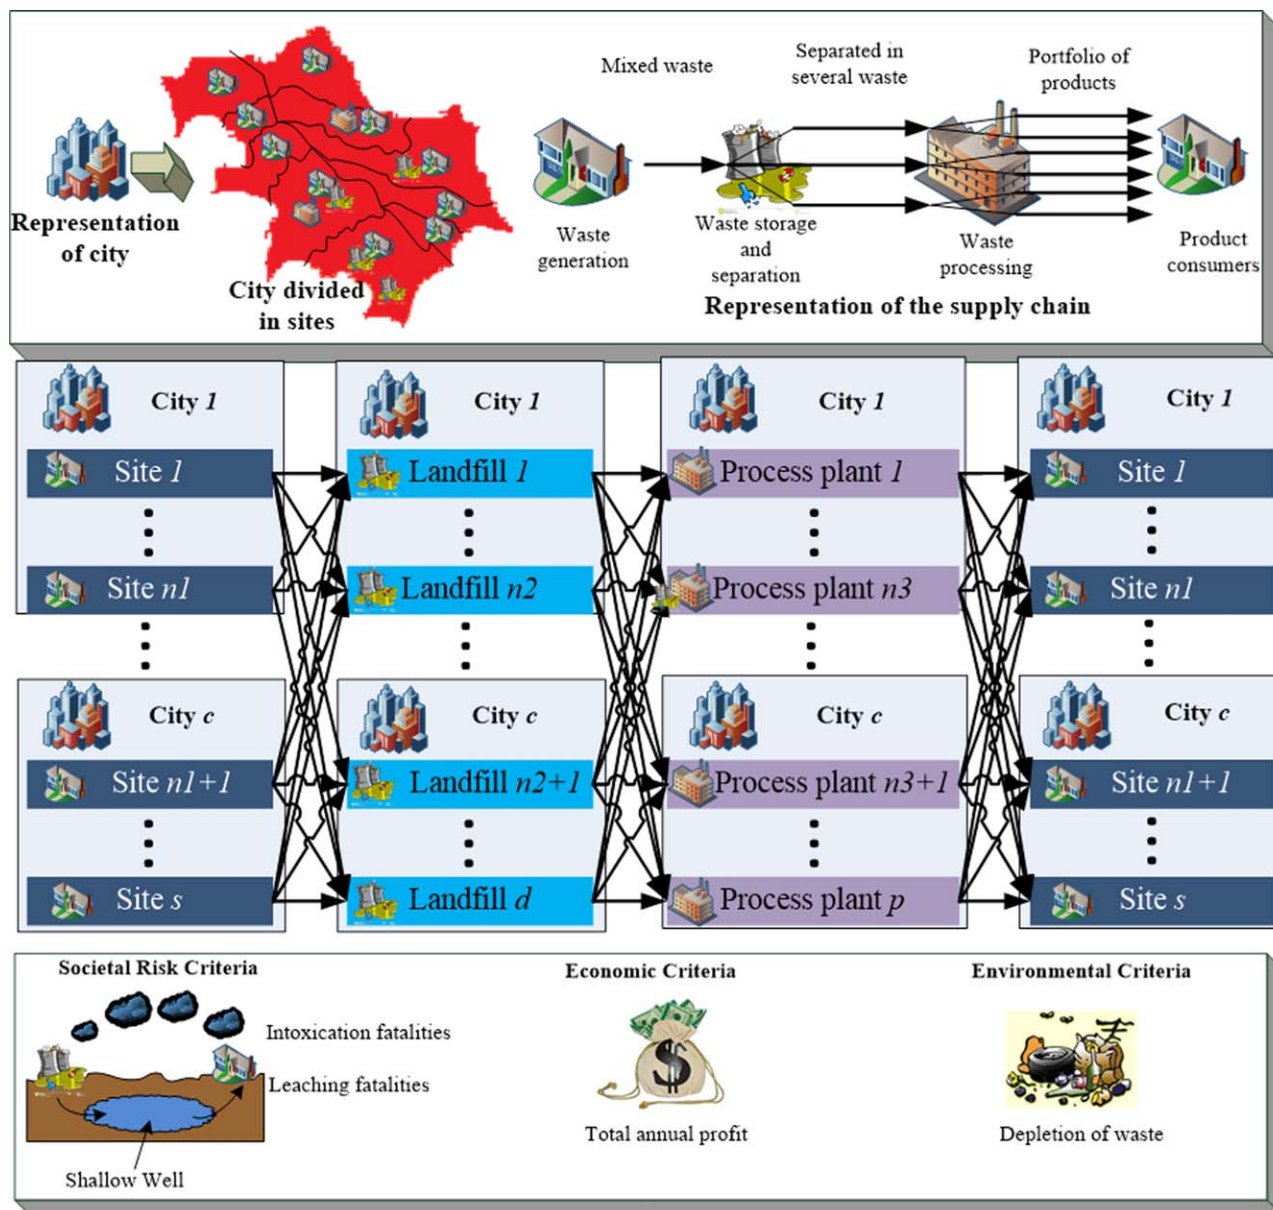 Mixed waste
Separated in
several waste
Portfolio of
products
Representation
of city
City divided
in sites
Waste
generation
Waste storage
and
separation
Waste
processing
Product
consumers
Representation of the supply chain
City 1
City 1
City 1
City 1
Site 1
Landfill 1
Process plant 1
Site 1
Site n1
Landfill n2
Process plant n3
Site n1
City c
City c
City c
City c
Site n1+1
Landfill n2+1
Process plant n3+1
Site n1+1
Site s
Landfill d
Process plant p
Site s
Societal Risk Criteria
Economic Criteria
Environmental Criteria
Intoxication fatalities
Leaching fatalities
$
Total annual profit
Depletion of waste
Shallow Well